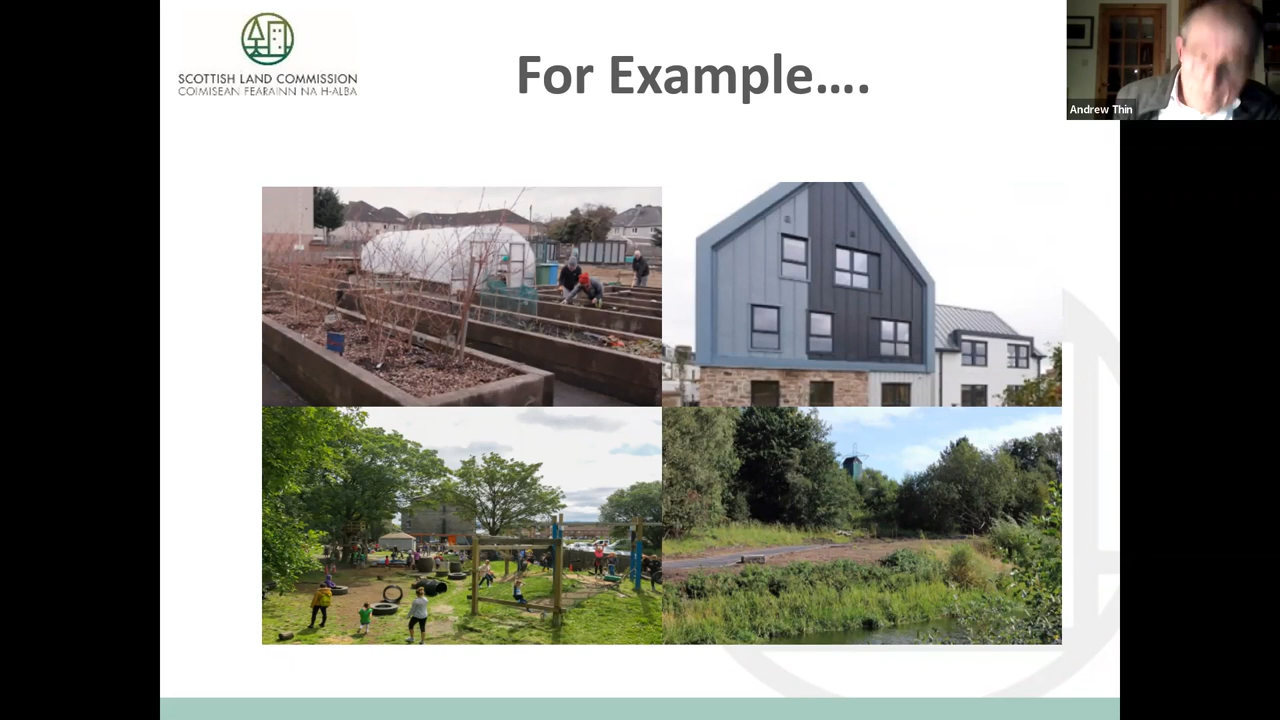 SCOTTISH LAND COMMISSION
COIMISEAN FEARAINN NA H-ALBA
For Example....
Andrew Thin